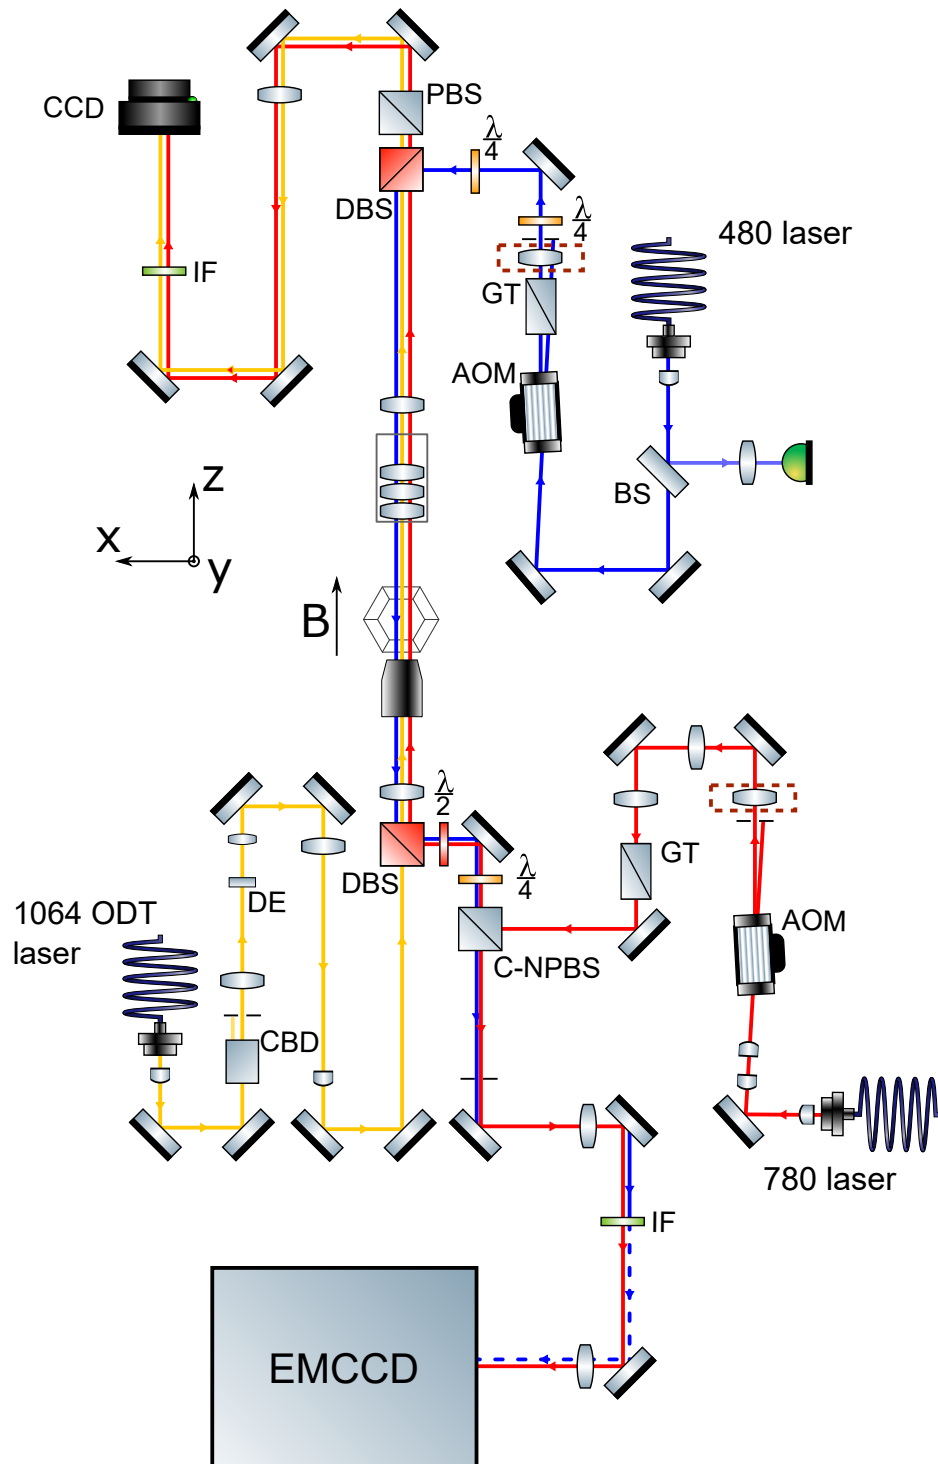 PBS
CCD
λ/4
DBS
λ/4
480 laser
IF
GT
AOM
BS
z
x
y
B
λ/2
GT
DBS
λ/4
DE
1064 ODT
laser
AOM
C-NPBS
CBD
780 laser
IF
EMCCD